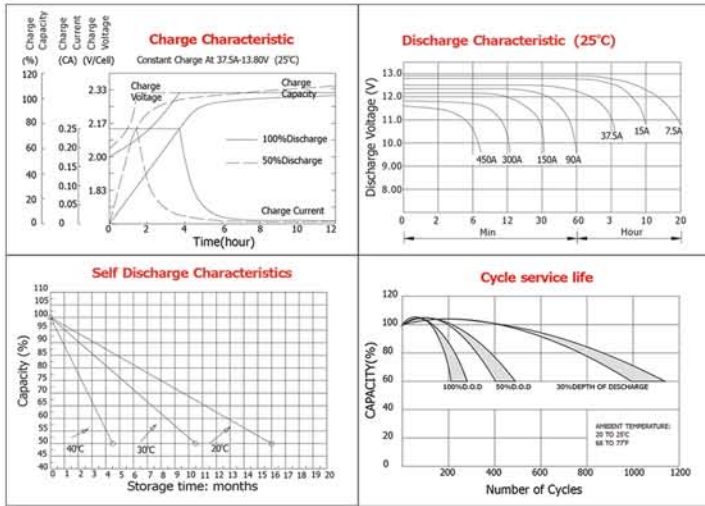 Charge Characteristic
Constant Charge At 37.5A-13.80V (25°C)
Charge Capacity
Charge Current
Charge Voltage
(%)
(CA)
(V/Cell)
120
100
80
60
40
20
0
0.25
0.20
0.15
0.10
0.05
0
2.33
2.17
2.00
1.83
Charge Voltage
Charge Capacity
100%Discharge
50%Discharge
Charge Current
0 2 4 6 8 10 12
Time(hour)
Discharge Characteristic (25°C)
Discharge Voltage (V)
13.0
12.0
11.0
10.0
9.00
8.00
450A 300A 150A 90A 37.5A 15A 7.5A
0 2 6 12 30 60 3 10 20
Min Hour
Self Discharge Characteristics
Capacity (%)
110
105
100
95
90
85
80
75
70
65
60
55
50
45
40
40°C 30°C 20°C
0 1 2 3 4 5 6 7 8 9 10 11 12 13 14 15 16 17 18 19 20
Storage time: months
Cycle service life
CAPACITY(%)
120
100
80
60
40
20
0
100%D.O.D 50%D.O.D 30%DEPTH OF DISCHARGE
AMBIENT TEMPERATURE:
20 TO 25°C
68 TO 77°F
200 400 600 800 1000 1200
Number of Cycles